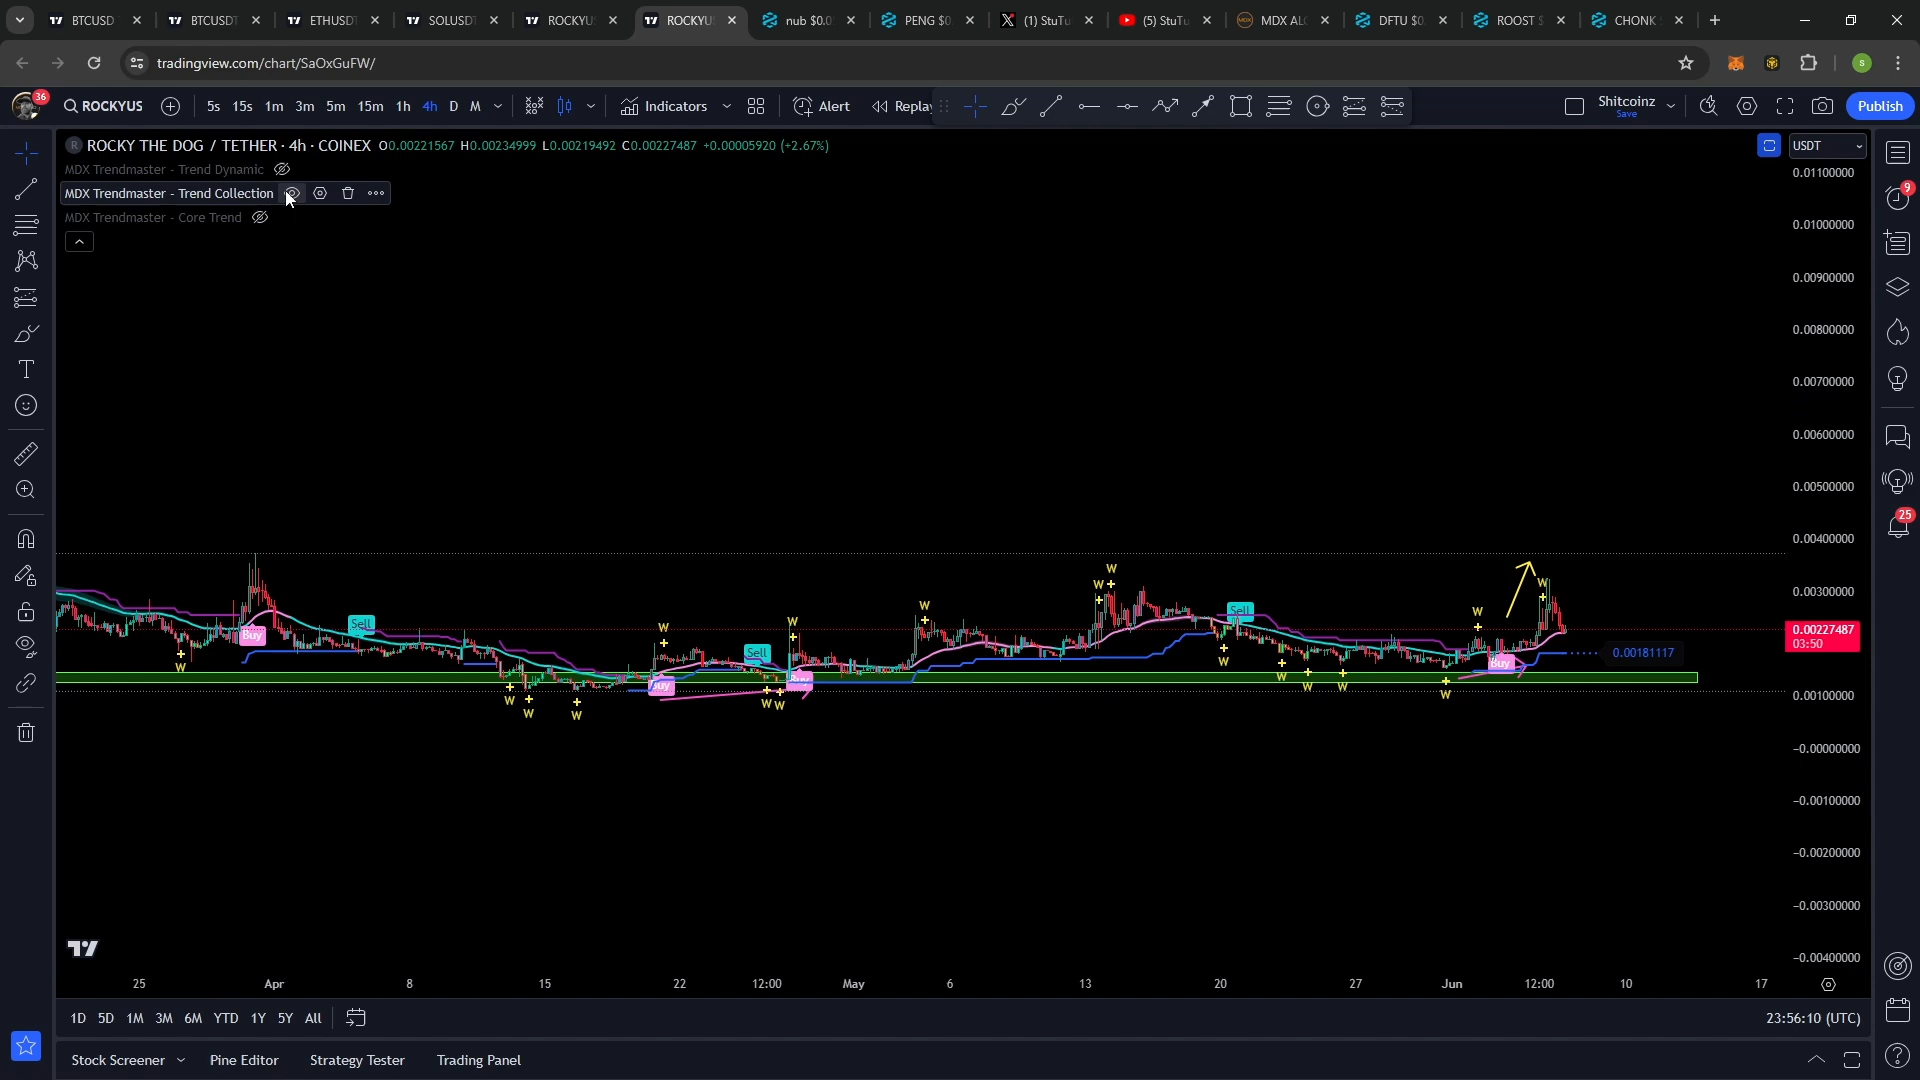 BTCUSD
BTCUSDT
ETHUSDT
SOLUSDT
ROCKYU
ROCKYU
nub $0.0
PENG $0
(1) StuTu
(5) StuTu
MDX ALG
DFTU $0
ROOST $
CHONK
tradingview.com/chart/SaOxGuFW/
S
36
ROCKYUS
5s 15s 1m 3m 5m 15m 1h 4h D M
Indicators
Alert
Replay
Shitcoinz
Save
Publish
R ROCKY THE DOG / TETHER · 4h · COINEX O0.00221567 H0.00234999 L0.00219492 C0.00227487 +0.00005920 (+2.67%)
USDT
MDX Trendmaster - Trend Dynamic
MDX Trendmaster - Trend Collection
MDX Trendmaster - Core Trend
9
25
0.01100000
0.01000000
0.00900000
0.00800000
0.00700000
0.00600000
0.00500000
0.00400000
0.00300000
0.00227487
03:50
0.00181117
0.00100000
−0.00000000
−0.00100000
−0.00200000
−0.00300000
−0.00400000
W W
W W W
W W W W
Sell Sell Sell
Buy Buy Buy Buy
W W W W W W
W W W W W W
25 Apr 8 15 22 12:00 May 6 13 20 27 Jun 12:00 10 17
1D 5D 1M 3M 6M YTD 1Y 5Y All
23:56:10 (UTC)
Stock Screener
Pine Editor
Strategy Tester
Trading Panel